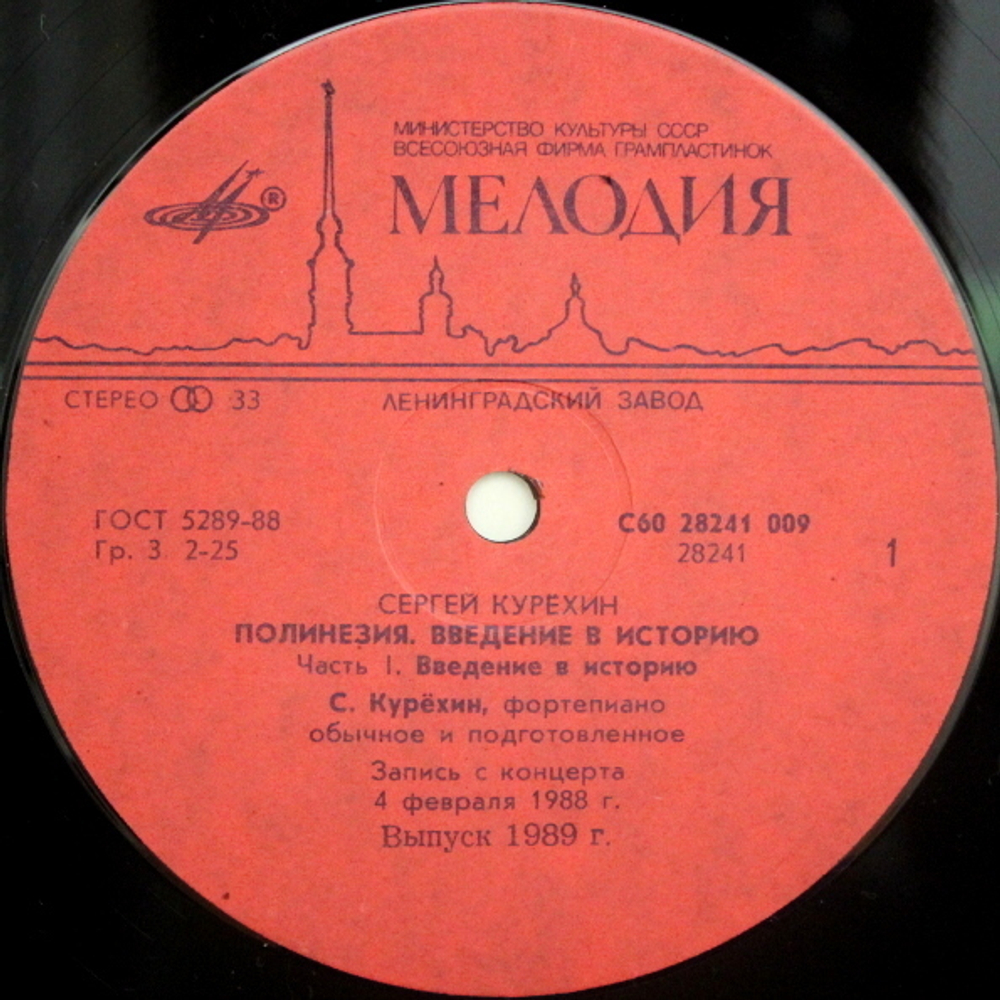 МИНИСТЕРСТВО КУЛЬТУРЫ СССР
ВСЕСОЮЗНАЯ ФИРМА ГРАМПЛАСТИНОК
МЕЛОДИЯ
®
СТЕРЕО 33
ЛЕНИНГРАДСКИЙ ЗАВОД
ГОСТ 5289-88
Гр. 3 2-25
С60 28241 009
28241
1
СЕРГЕЙ КУРЁХИН
ПОЛИНЕЗИЯ. ВВЕДЕНИЕ В ИСТОРИЮ
Часть I. Введение в историю
С. Курёхин, фортепиано
обычное и подготовленное
Запись с концерта
4 февраля 1988 г.
Выпуск 1989 г.